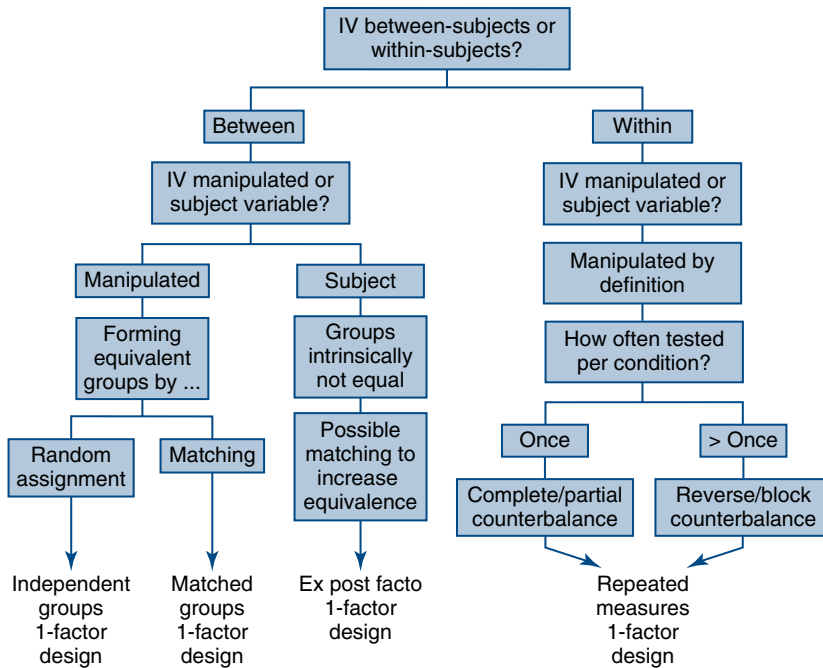 IV between-subjects or
within-subjects?
Between
Within
IV manipulated or
subject variable?
IV manipulated or
subject variable?
Manipulated
Subject
Manipulated by
definition
Forming
equivalent
groups by ...
Groups
intrinsically
not equal
How often tested
per condition?
Random
assignment
Matching
Possible
matching to
increase
equivalence
Once
> Once
Complete/partial
counterbalance
Reverse/block
counterbalance
Independent
groups
1-factor
design
Matched
groups
1-factor
design
Ex post facto
1-factor
design
Repeated
measures
1-factor
design